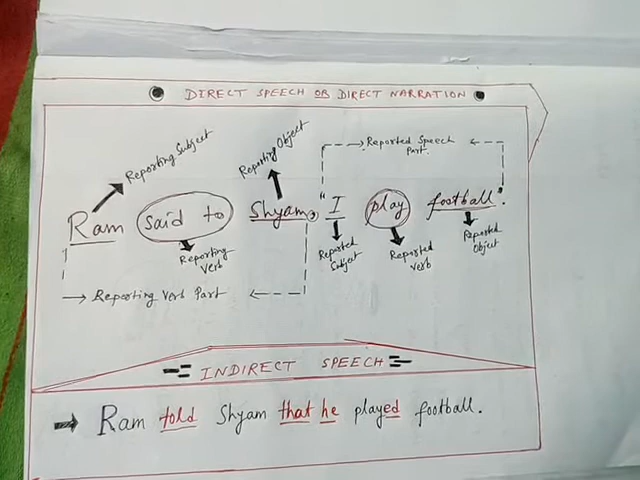 DIRECT SPEECH OR DIRECT NARRATION
Reporting Subject
Reporting Object
Reported Speech
Part.
Ram said to Shyam, "I play football."
Reporting
Verb
Reported
Subject
Reported
Verb
Reported
Object
Reporting Verb Part
INDIRECT SPEECH
Ram told Shyam that he played football.